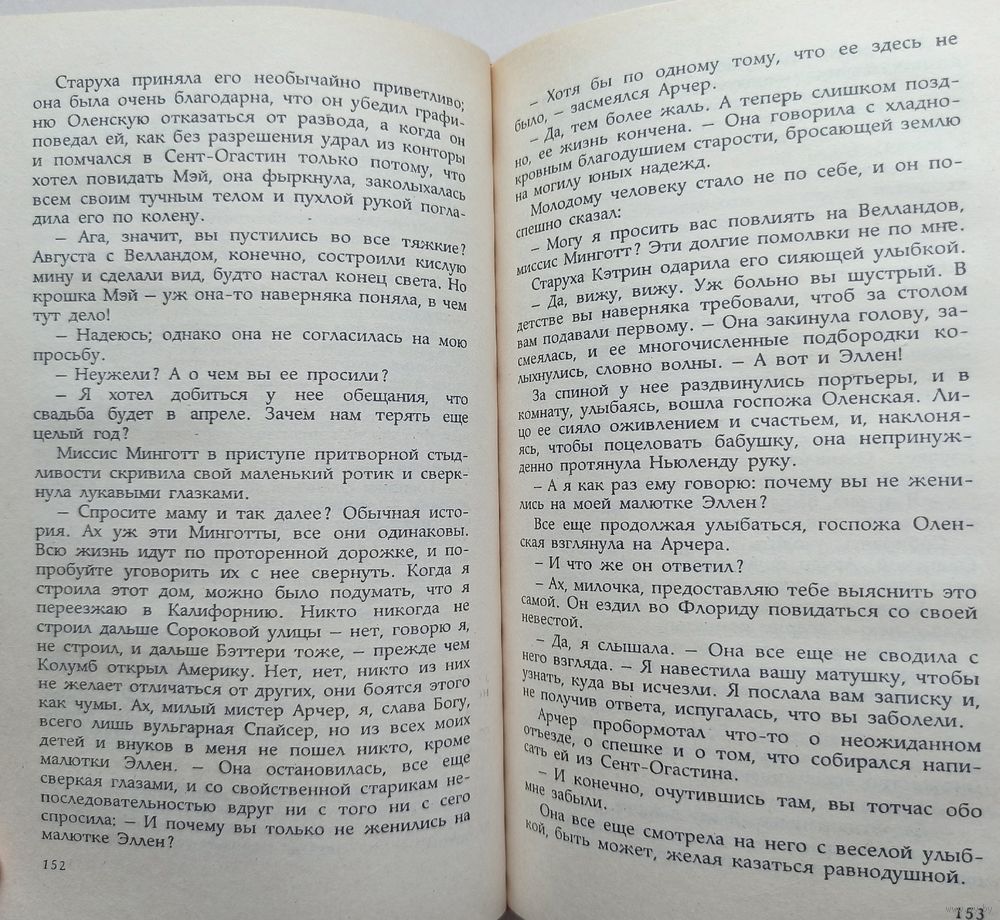 Старуха приняла его необычайно приветливо;
она была очень благодарна, что он убедил графи-
ню Оленскую отказаться от развода, а когда он
поведал ей, как без разрешения удрал из конторы
и помчался в Сент-Огастин только потому, что
хотел повидать Мэй, она фыркнула, заколыхалась
всем своим тучным телом и пухлой рукой погла-
дила его по колену.
– Ага, значит, вы пустились во все тяжкие?
Августа с Велландом, конечно, состроили кислую
мину и сделали вид, будто настал конец света. Но
крошка Мэй – уж она-то наверняка поняла, в чем
тут дело!
– Надеюсь; однако она не согласилась на мою
просьбу.
– Неужели? А о чем вы ее просили?
– Я хотел добиться у нее обещания, что
свадьба будет в апреле. Зачем нам терять еще
целый год?
Миссис Минготт в приступе притворной стыд-
ливости скривила свой маленький ротик и сверк-
нула лукавыми глазками.
– Спросите маму и так далее? Обычная исто-
рия. Ах уж эти Минготты, все они одинаковы.
Всю жизнь идут по проторенной дорожке, и по-
пробуйте уговорить их с нее свернуть. Когда я
строила этот дом, можно было подумать, что я
переезжаю в Калифорнию. Никто никогда не
строил дальше Сороковой улицы – нет, говорю я,
не строил, и дальше Бэттери тоже, – прежде чем
Колумб открыл Америку. Нет, нет, никто из них
не желает отличаться от других, они боятся этого
как чумы. Ах, милый мистер Арчер, я, слава Богу,
всего лишь вульгарная Спайсер, но из всех моих
детей и внуков в меня не пошел никто, кроме
малютки Эллен. – Она остановилась, все еще
сверкая глазами, и со свойственной старикам не-
последовательностью вдруг ни с того ни с сего
спросила: – И почему вы только не женились на
малютке Эллен?
152
– Хотя бы по одному тому, что ее здесь не
было, – засмеялся Арчер.
– Да, тем более жаль. А теперь слишком позд-
но, ее жизнь кончена. – Она говорила с хладно-
кровным благодушием старости, бросающей землю
на могилу юных надежд.
Молодому человеку стало не по себе, и он по-
спешно сказал:
– Могу я просить вас повлиять на Велландов,
миссис Минготт? Эти долгие помолвки не по мне.
Старуха Кэтрин одарила его сияющей улыбкой.
– Да, вижу, вижу. Уж больно вы шустрый. В
детстве вы наверняка требовали, чтоб за столом
вам подавали первому. – Она закинула голову, за-
смеялась, и ее многочисленные подбородки ко-
лыхнулись, словно волны. – А вот и Эллен!
За спиной у нее раздвинулись портьеры, и в
комнату, улыбаясь, вошла госпожа Оленская. Ли-
цо ее сияло оживлением и счастьем, и, наклоня-
ясь, чтобы поцеловать бабушку, она непринуж-
денно протянула Ньюленду руку.
– А я как раз ему говорю: почему вы не жени-
лись на моей малютке Эллен?
Все еще продолжая улыбаться, госпожа Олен-
ская взглянула на Арчера.
– И что же он ответил?
– Ах, милочка, предоставляю тебе выяснить это
самой. Он ездил во Флориду повидаться со своей
невестой.
– Да, я слышала. – Она все еще не сводила с
него взгляда. – Я навестила вашу матушку, чтобы
узнать, куда вы исчезли. Я послала вам записку и,
не получив ответа, испугалась, что вы заболели.
Арчер пробормотал что-то о неожиданном
отъезде, о спешке и о том, что собирался напи-
сать ей из Сент-Огастина.
– И конечно, очутившись там, вы тотчас обо
мне забыли.
Она все еще смотрела на него с веселой улыб-
кой, быть может, желая казаться равнодушной.
153